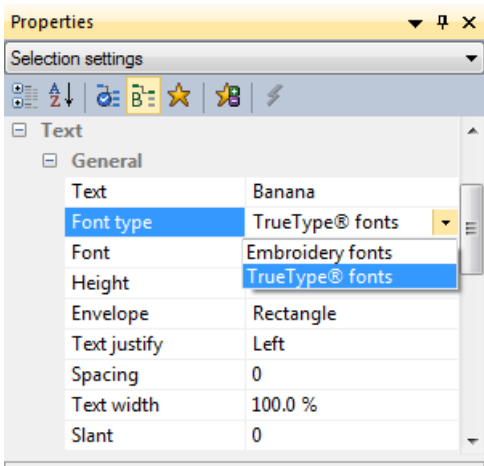 Properties
Selection settings
Text
General
Text Banana
Font type TrueType® fonts
Font Embroidery fonts
Height TrueType® fonts
Envelope Rectangle
Text justify Left
Spacing 0
Text width 100.0 %
Slant 0